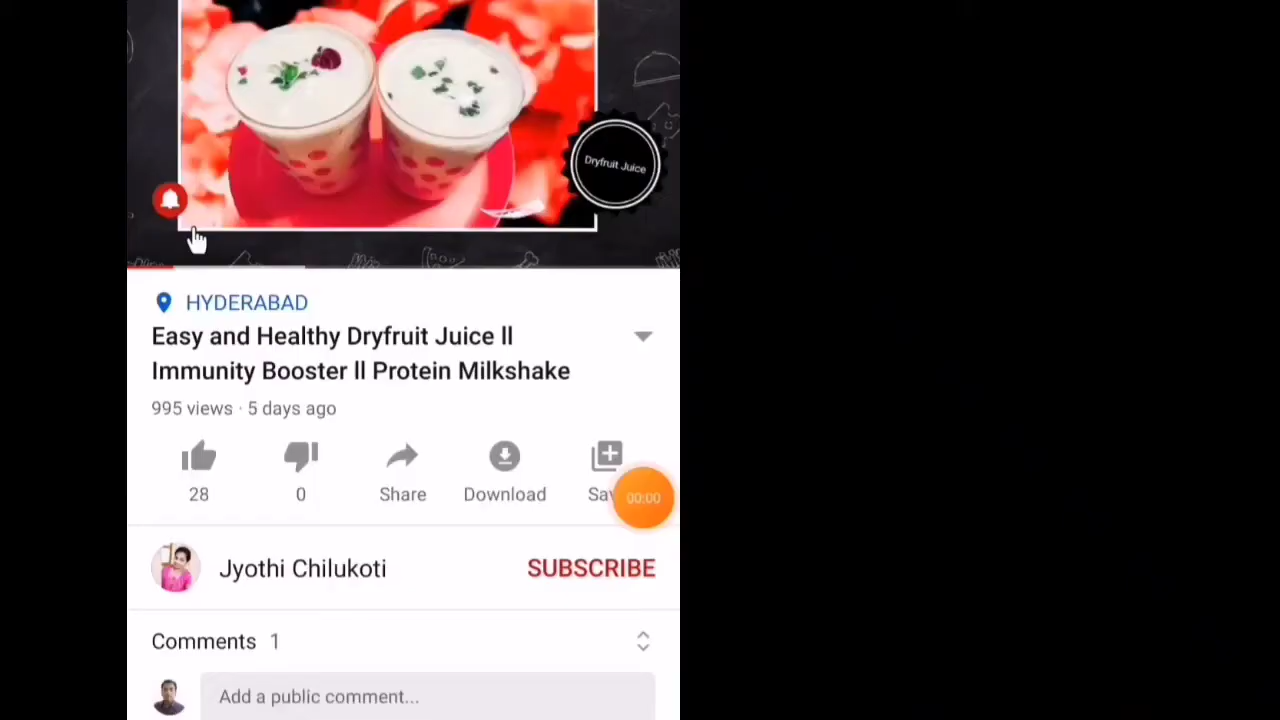 Dryfruit Juice
HYDERABAD
Easy and Healthy Dryfruit Juice ll
Immunity Booster ll Protein Milkshake
995 views · 5 days ago
28
0
Share
Download
00:00
Jyothi Chilukoti
SUBSCRIBE
Comments 1
Add a public comment...